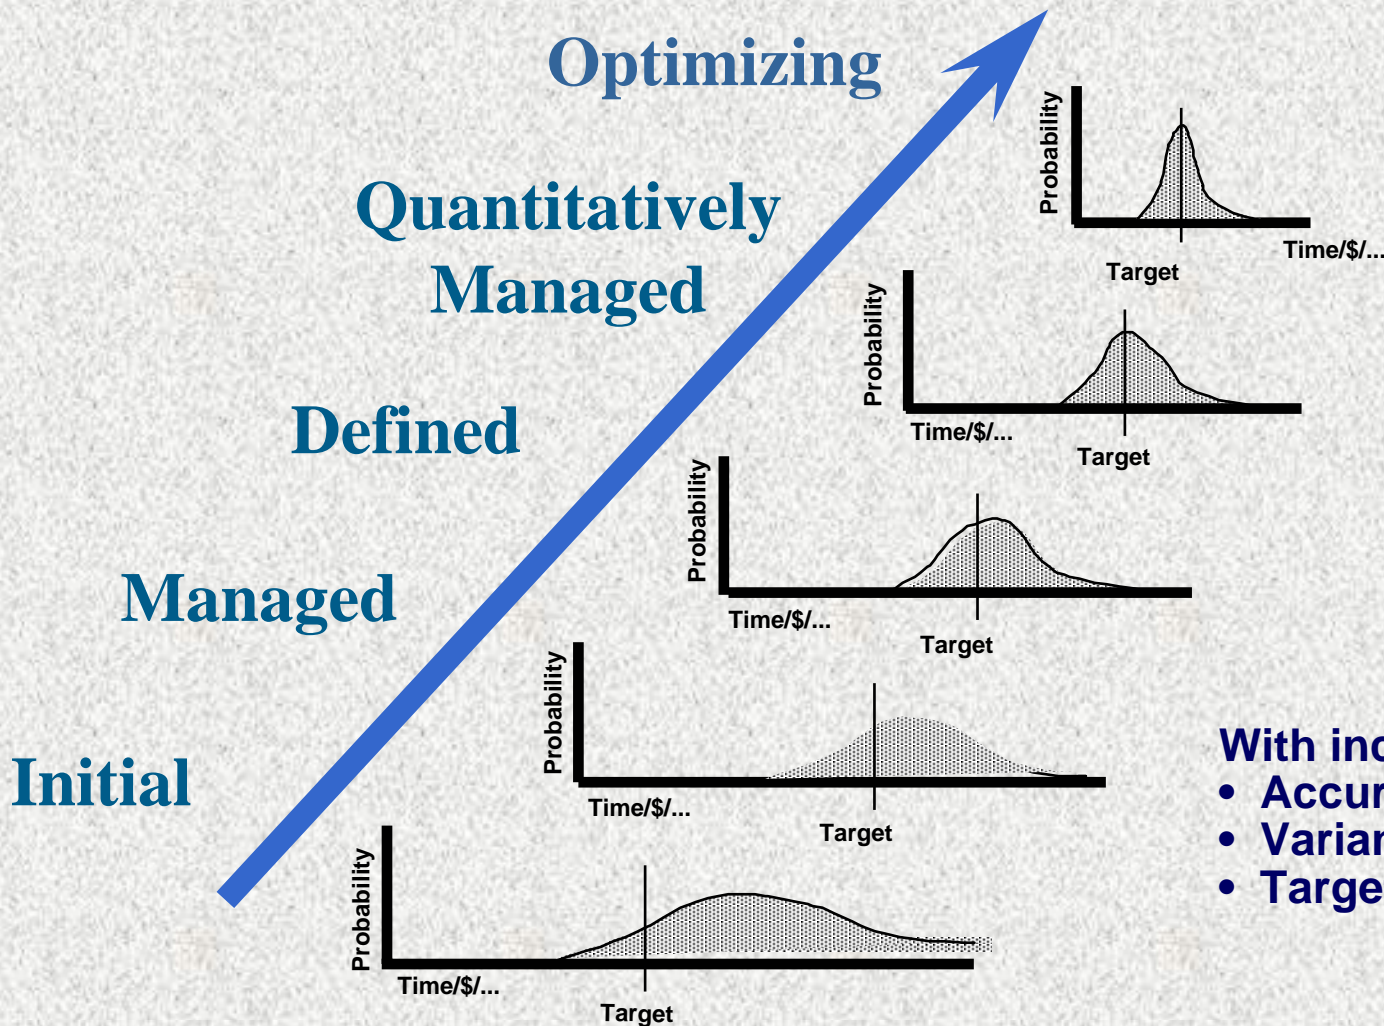 Optimizing
Probability
Time/$/...
Target
Quantitatively
Managed
Probability
Time/$/...
Target
Defined
Probability
Time/$/...
Target
Managed
Probability
Time/$/...
Target
Initial
Probability
Time/$/...
Target
With
• 
• 
•